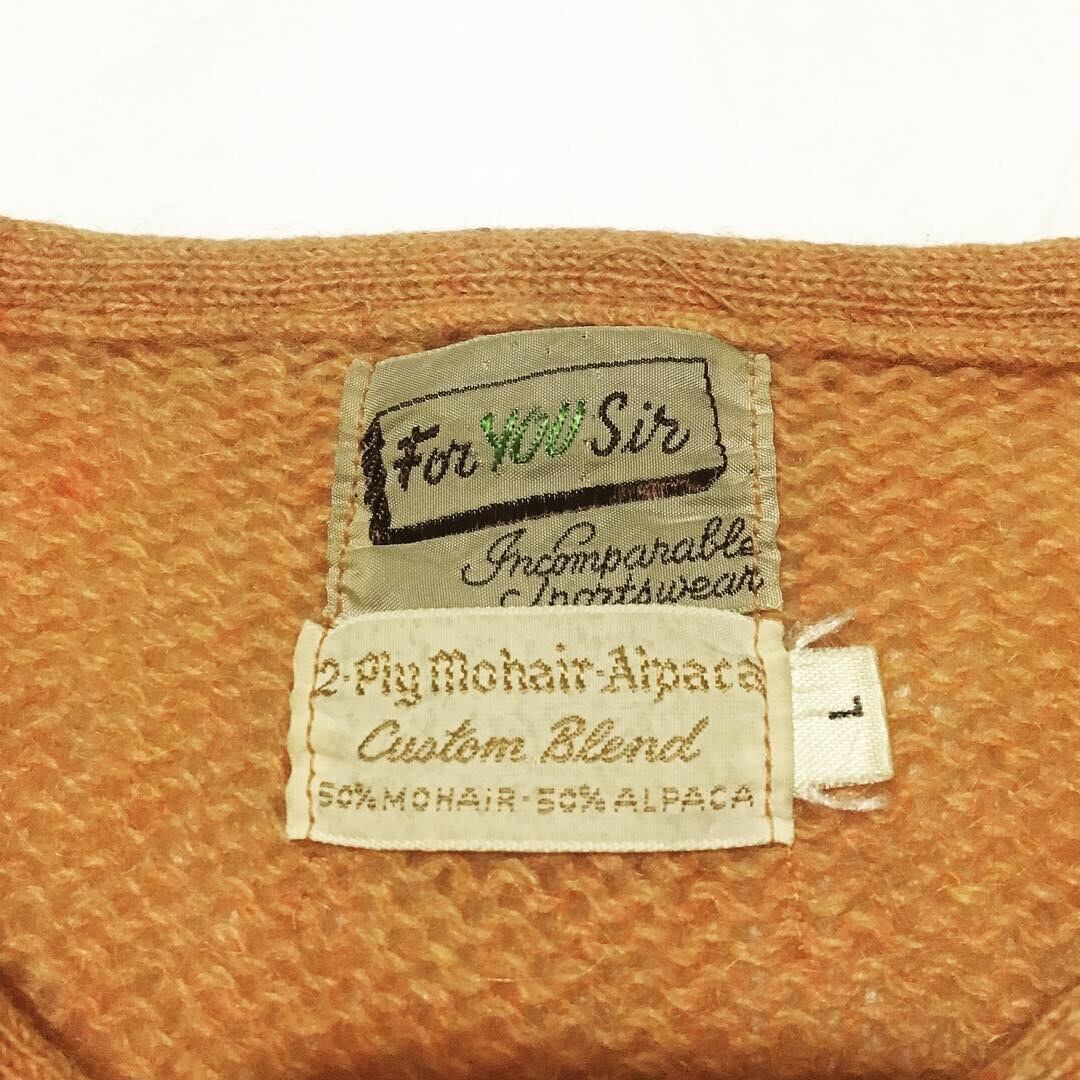 For YOU Sir
Incomparable
Sportswear
2-Ply Mohair-Alpaca
Custom Blend
50% MOHAIR-50% ALPACA
L